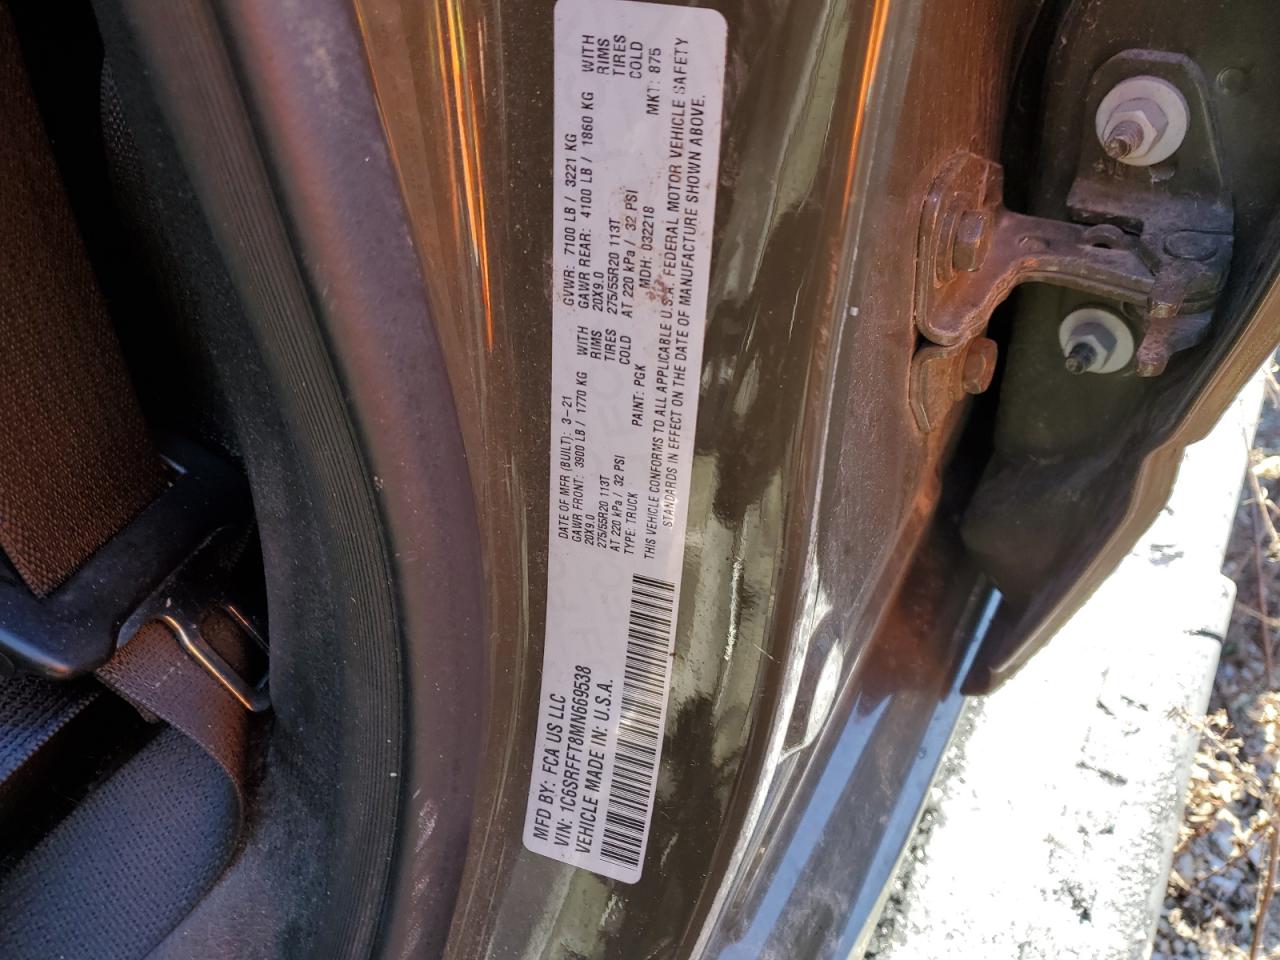 MFD BY: FCA US LLC
VIN: 1C6SRFFT8MN669538
VEHICLE MADE IN: U.S.A.
DATE OF MFR (BUILT): 3-21
GVWR: 7100 LB / 3221 KG
GAWR FRONT: 3900 LB / 1770 KG WITH
20X9.0 RIMS
275/55R20 113T TIRES
AT 220 kPa / 32 PSI COLD
GAWR REAR: 4100 LB / 1860 KG WITH
20X9.0 RIMS
275/55R20 113T TIRES
AT 220 kPa / 32 PSI COLD
TYPE: TRUCK PAINT: PGK MDH: 032218 MKT: 875
THIS VEHICLE CONFORMS TO ALL APPLICABLE U.S.A. FEDERAL MOTOR VEHICLE SAFETY
STANDARDS IN EFFECT ON THE DATE OF MANUFACTURE SHOWN ABOVE.